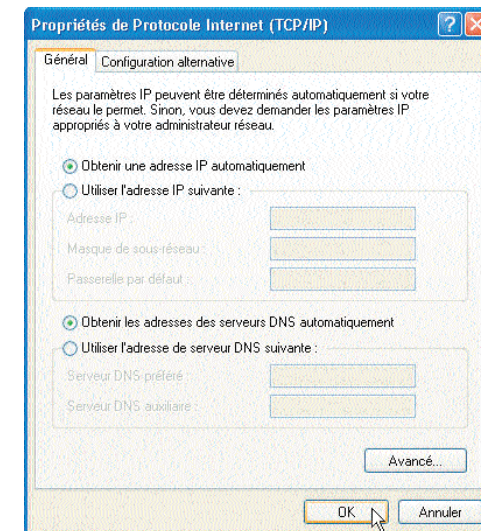 Propriétés de Protocole Internet (TCP/IP)
Général Configuration alternative
Les paramètres IP peuvent être déterminés automatiquement si votre
réseau le permet. Sinon, vous devez demander les paramètres IP
appropriés à votre administrateur réseau.
Obtenir une adresse IP automatiquement
Utiliser l'adresse IP suivante :
Adresse IP :
Masque de sous-réseau :
Passerelle par défaut :
Obtenir les adresses des serveurs DNS automatiquement
Utiliser l'adresse de serveur DNS suivante :
Serveur DNS préféré :
Serveur DNS auxiliaire :
Avancé...
OK Annuler